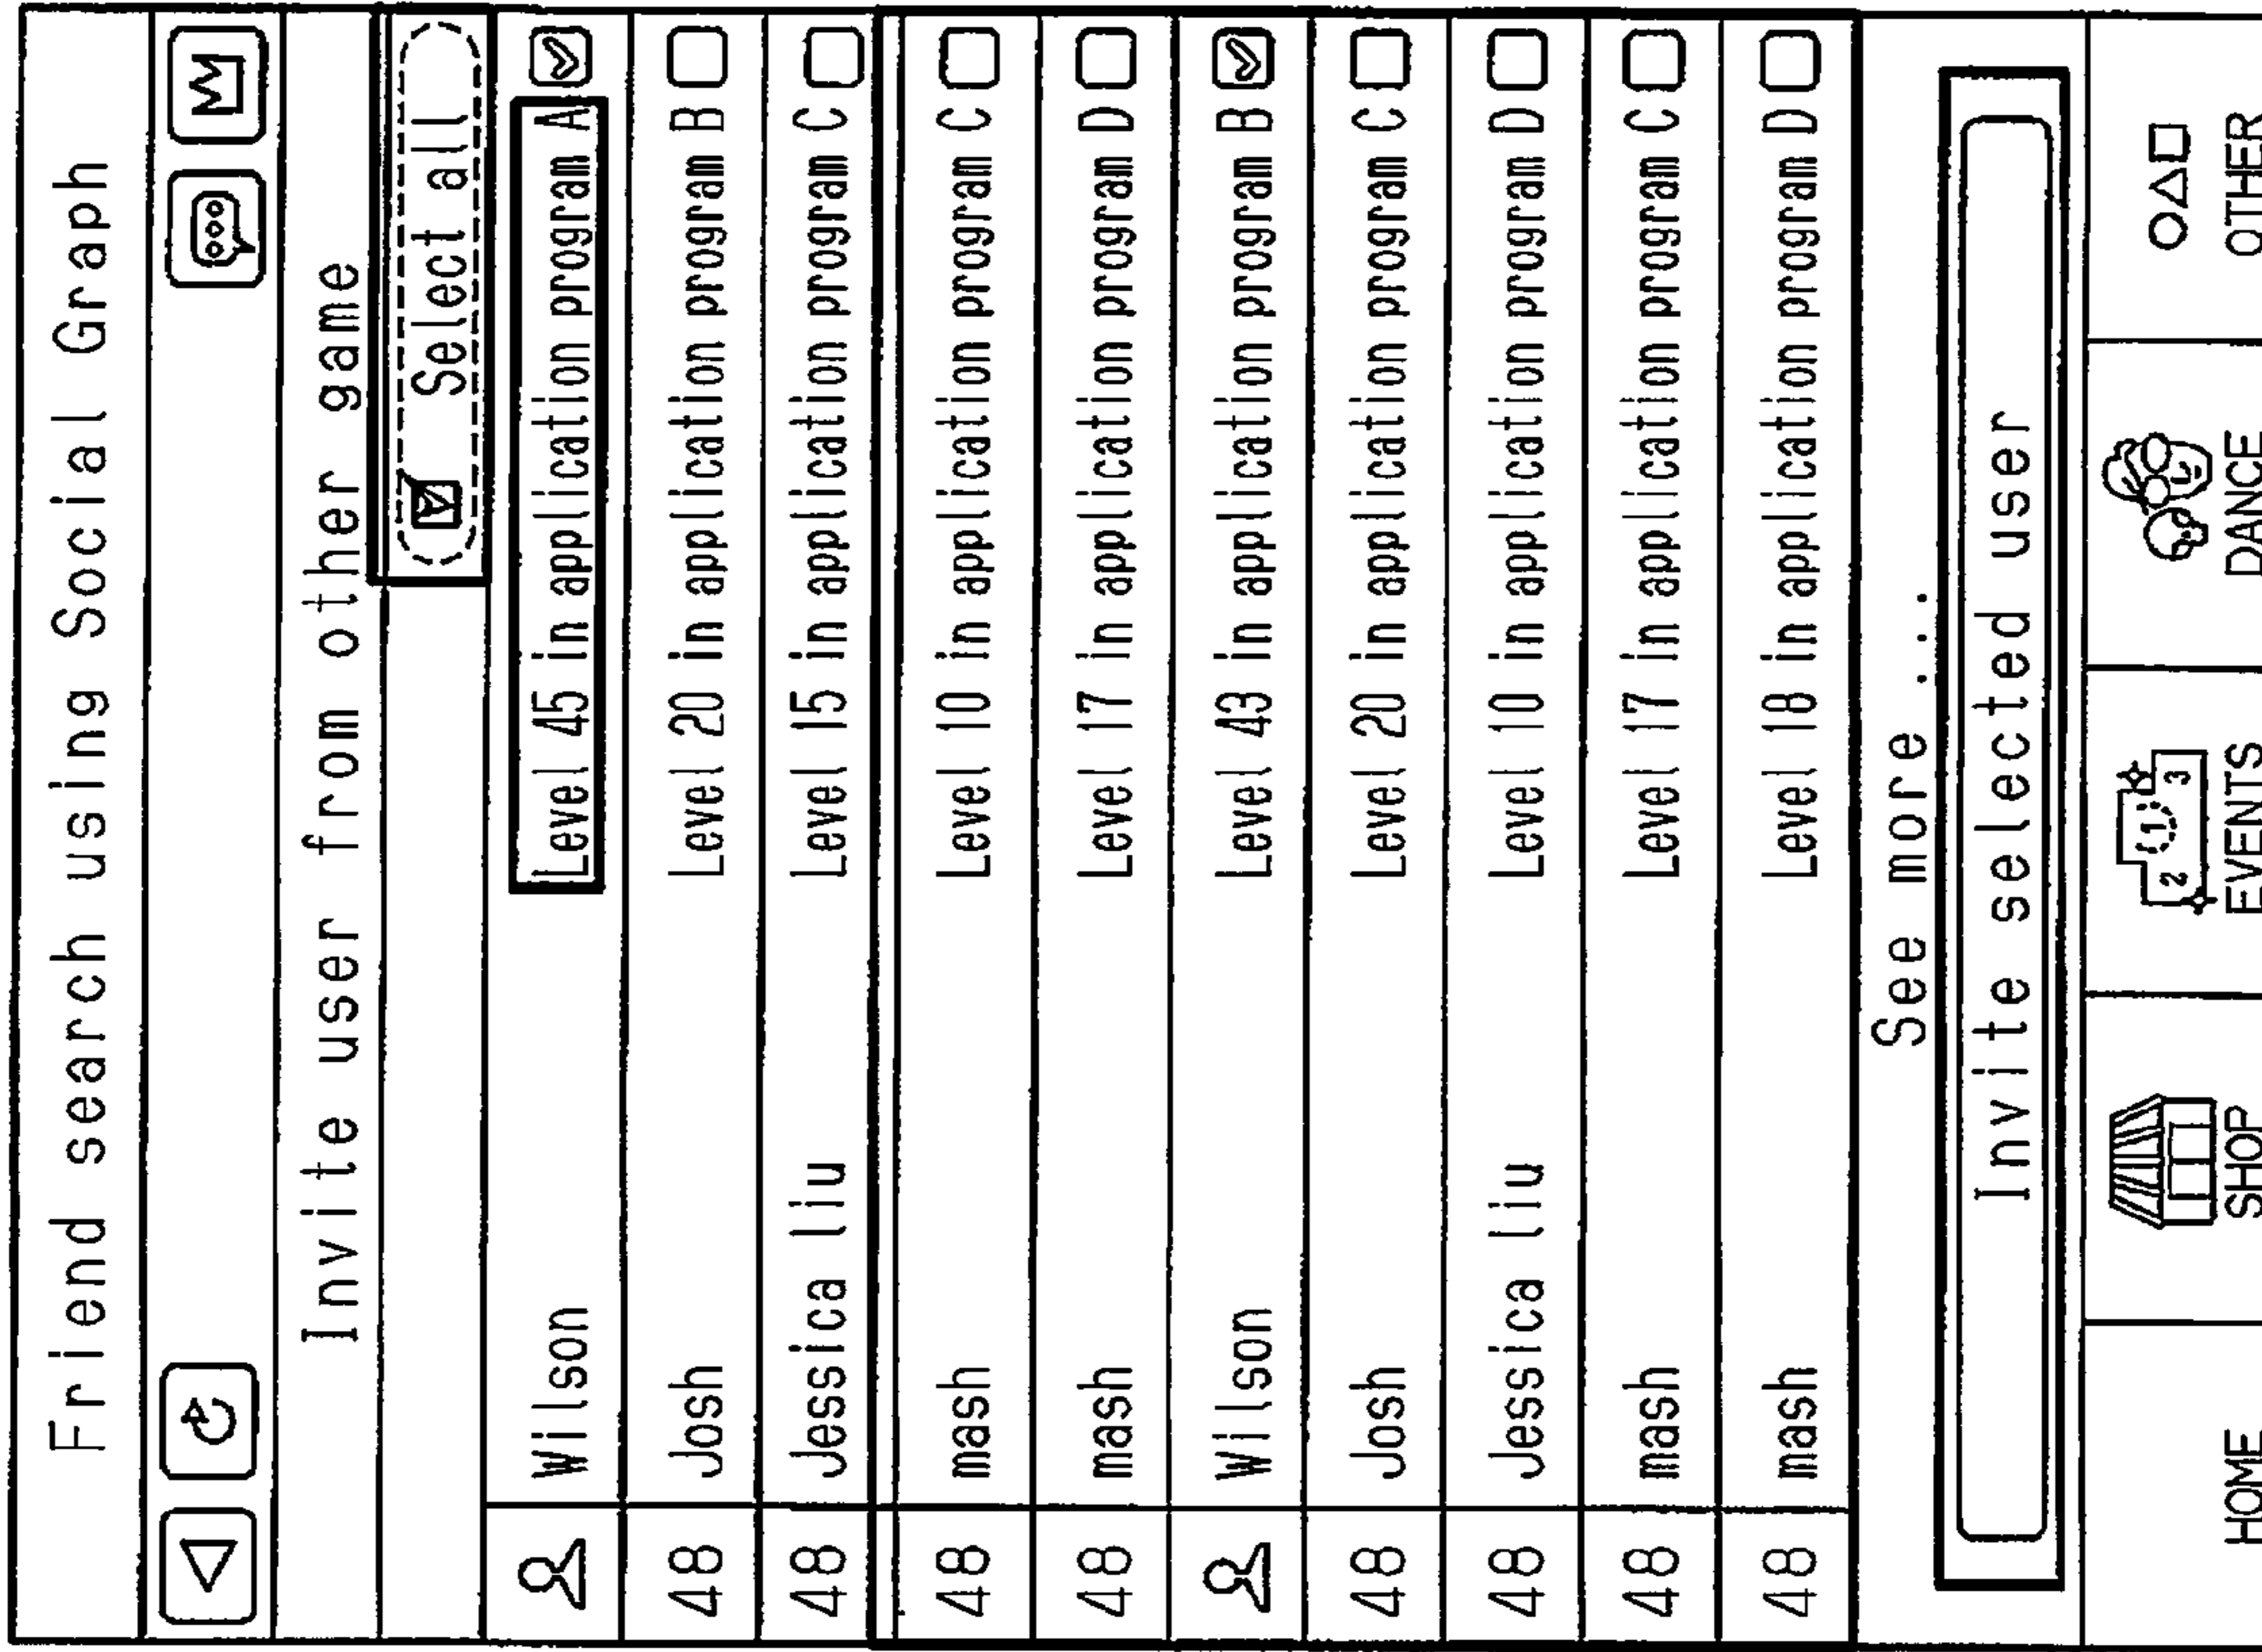 Friend search using Social Graph
Invite user from other game
Select all
Wilson Level 45 in application program A
48 Josh Level 20 in application program B
48 Jessica liu Level 15 in application program C
48 mash Level 10 in application program C
48 mash Level 17 in application program D
Wilson Level 43 in application program B
48 Josh Level 20 in application program C
48 Jessica liu Level 10 in application program D
48 mash Level 17 in application program C
48 mash Level 18 in application program D
See more ....
Invite selected user
2 1 3
HOME SHOP EVENTS DANCE OTHER